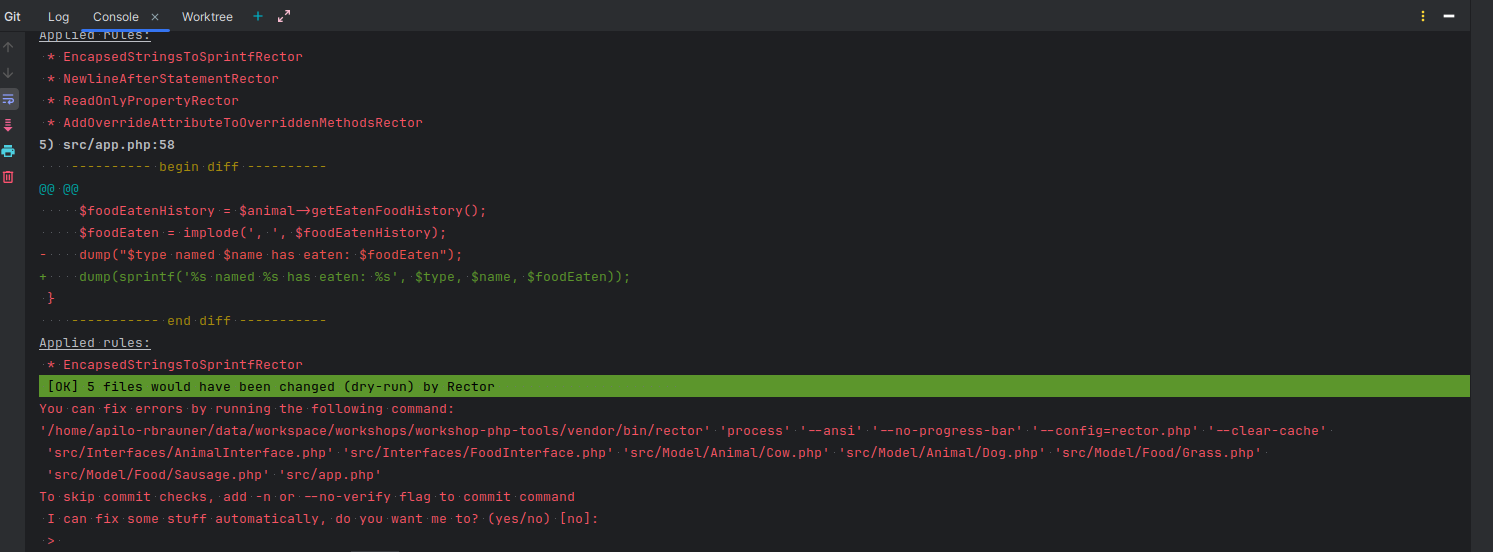 Git Log Console × Worktree +
Applied rules:
* EncapsedStringsToSprintfRector
* NewlineAfterStatementRector
* ReadOnlyPropertyRector
* AddOverrideAttributeToOverriddenMethodsRector
5) src/app.php:58
---------- begin diff ----------
@@ @@
$foodEatenHistory = $animal->getEatenFoodHistory();
$foodEaten = implode(', ', $foodEatenHistory);
-    dump("$type named $name has eaten: $foodEaten");
+    dump(sprintf('%s named %s has eaten: %s', $type, $name, $foodEaten));
}
----------- end diff -----------
Applied rules:
* EncapsedStringsToSprintfRector
[OK] 5 files would have been changed (dry-run) by Rector
You can fix errors by running the following command:
'/home/apilo-rbrauner/data/workspace/workshops/workshop-php-tools/vendor/bin/rector' 'process' '--ansi' '--no-progress-bar' '--config=rector.php' '--clear-cache'
'src/Interfaces/AnimalInterface.php' 'src/Interfaces/FoodInterface.php' 'src/Model/Animal/Cow.php' 'src/Model/Animal/Dog.php' 'src/Model/Food/Grass.php'
'src/Model/Food/Sausage.php' 'src/app.php'
To skip commit checks, add -n or --no-verify flag to commit command
I can fix some stuff automatically, do you want me to? (yes/no) [no]:
>